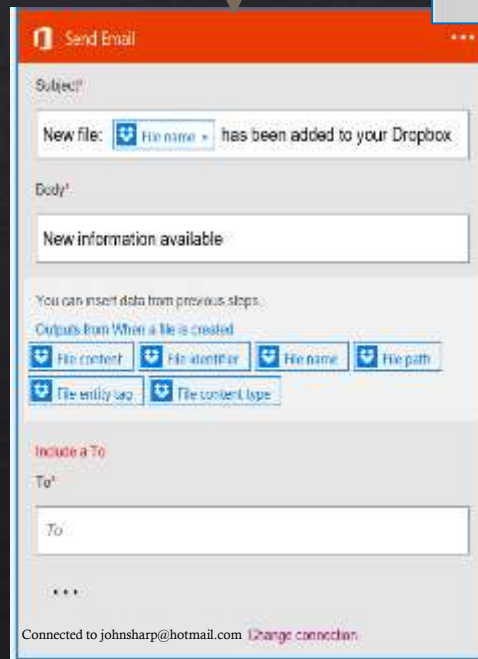 Send Email
Subject*
New file: File name × has been added to your Dropbox
Body*
New information available
You can insert data from previous steps.
Outputs from When a file is created
File content File identifier File name File path
File entity tag File content type
Include a To
To*
To
Connected to johnsharp@hotmail.com Change connection